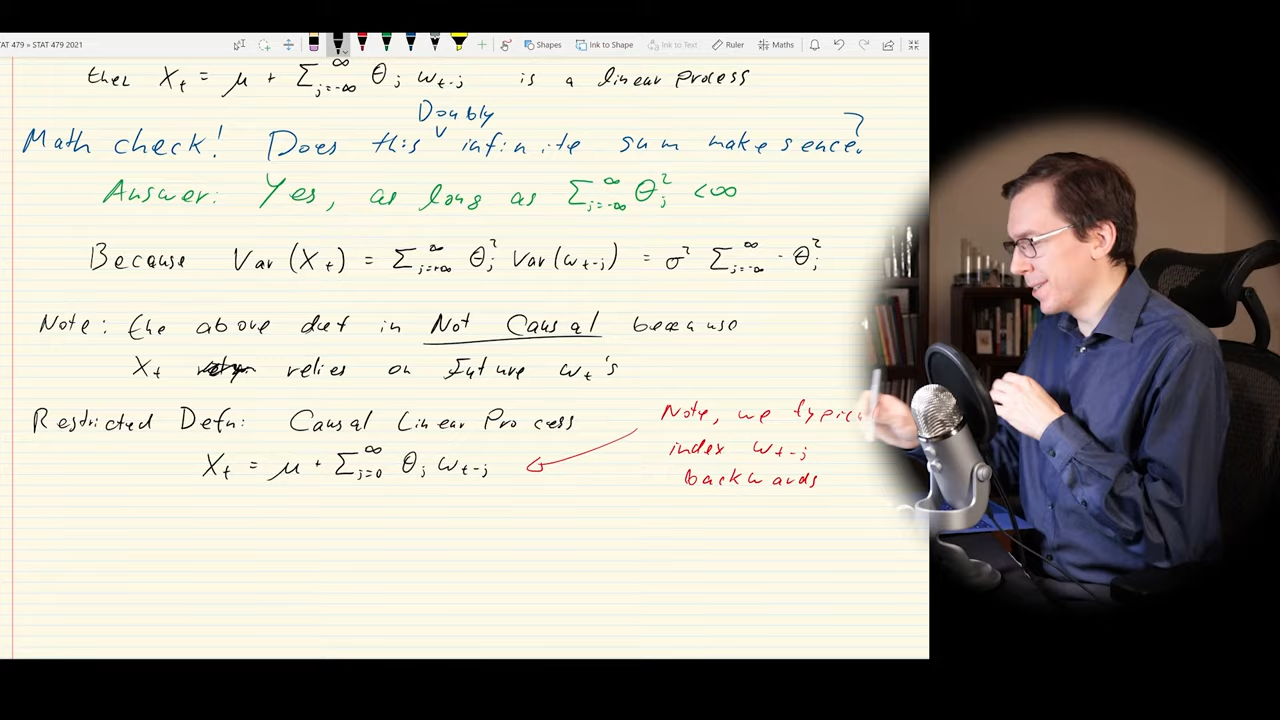 TAT 479 » STAT 479 2021
Shapes Ink to Shape Ink to Text Ruler Maths
then X_t = μ + Σ_{j=-∞}^{∞} θ_j w_{t-j} is a linear process
Doubly
Math check! Does this ∨ infinite sum make sence?
Answer: Yes, as long as Σ_{j=-∞}^{∞} θ_j^2 < ∞
Because Var(X_t) = Σ_{j=-∞}^{∞} θ_j^2 Var(w_{t-j}) = σ^2 Σ_{j=-∞}^{∞} θ_j^2
Note: the above def in Not Causal because
X_t relies on future w_t's
Restricted Defn: Causal Linear Process
X_t = μ + Σ_{j=0}^{∞} θ_j w_{t-j}
Note, we typica
index w_{t-j}
backwards